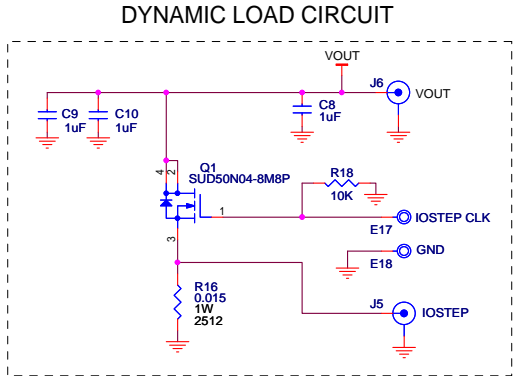 DYNAMIC LOAD CIRCUIT
VOUT
J6
VOUT
C9
1uF
C10
1uF
C8
1uF
4
2
Q1
SUD50N04-8M8P
1
3
R18
10K
E17
IOSTEP CLK
GND
E18
R16
0.015
1W
2512
J5
IOSTEP